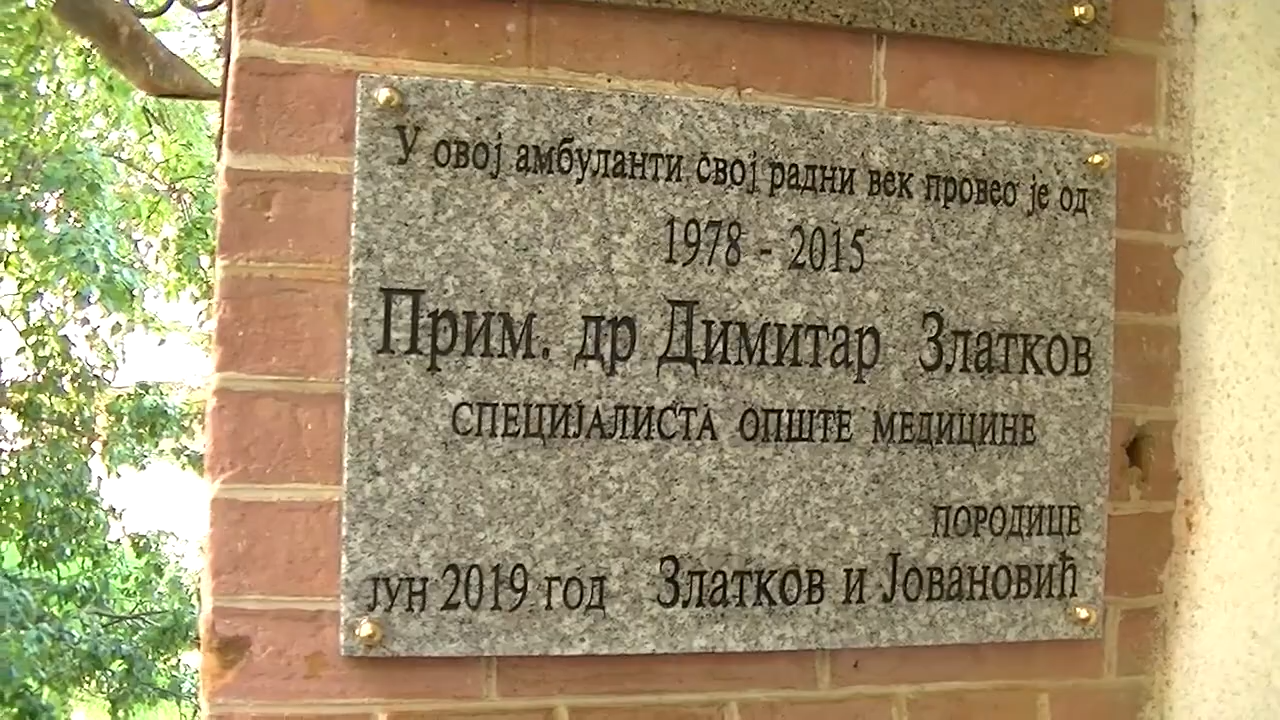 У овој амбуланти свој радни век провео је од
1978 - 2015
Прим. др Димитар Златков
СПЕЦИЈАЛИСТА ОПШТЕ МЕДИЦИНЕ
ПОРОДИЦЕ
ЈУН 2019 ГОД Златков и Јовановић